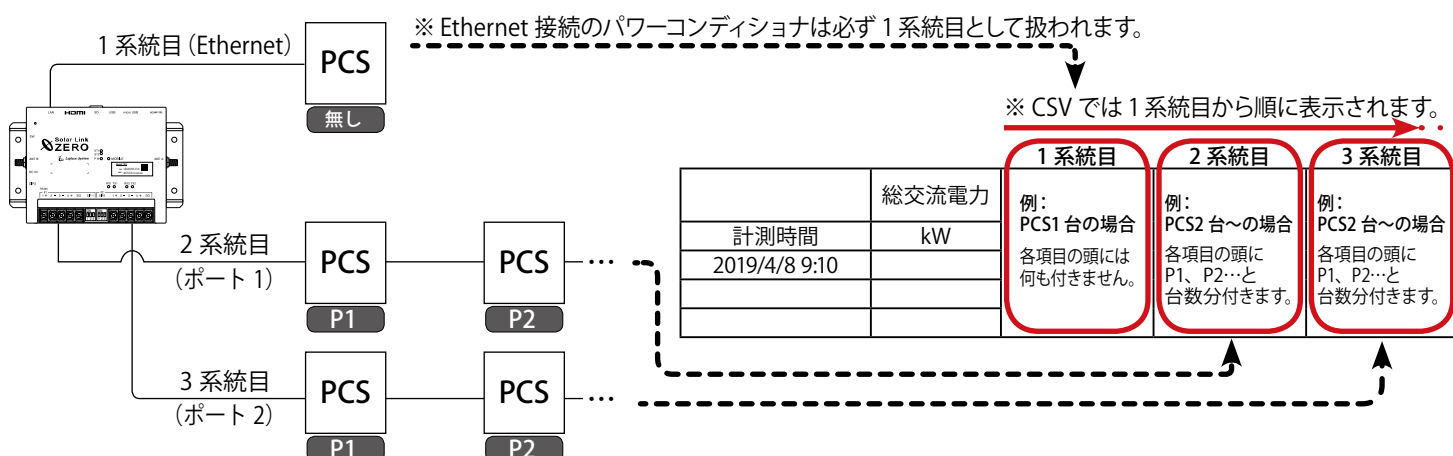 ※ Ethernet 接続のパワーコンディショナは必ず 1 系統目として扱われます。
1 系統目 (Ethernet)
PCS
無し
※ CSV では 1 系統目から順に表示されます。
LAN
HDMI
SD
USB
micro USB
Solar Link
ZERO
Laplace System
2 系統目
(ポート 1)
PCS
P1
PCS
P2
…
3 系統目
(ポート 2)
PCS
P1
PCS
P2
…
1 系統目
2 系統目
3 系統目
総交流電力
計測時間
kW
2019/4/8 9:10
例:
PCS1 台の場合
各項目の頭には
何も付きません。
例:
PCS2 台~の場合
各項目の頭に
P1、P2…と
台数分付きます。
例:
PCS2 台~の場合
各項目の頭に
P1、P2…と
台数分付きます。